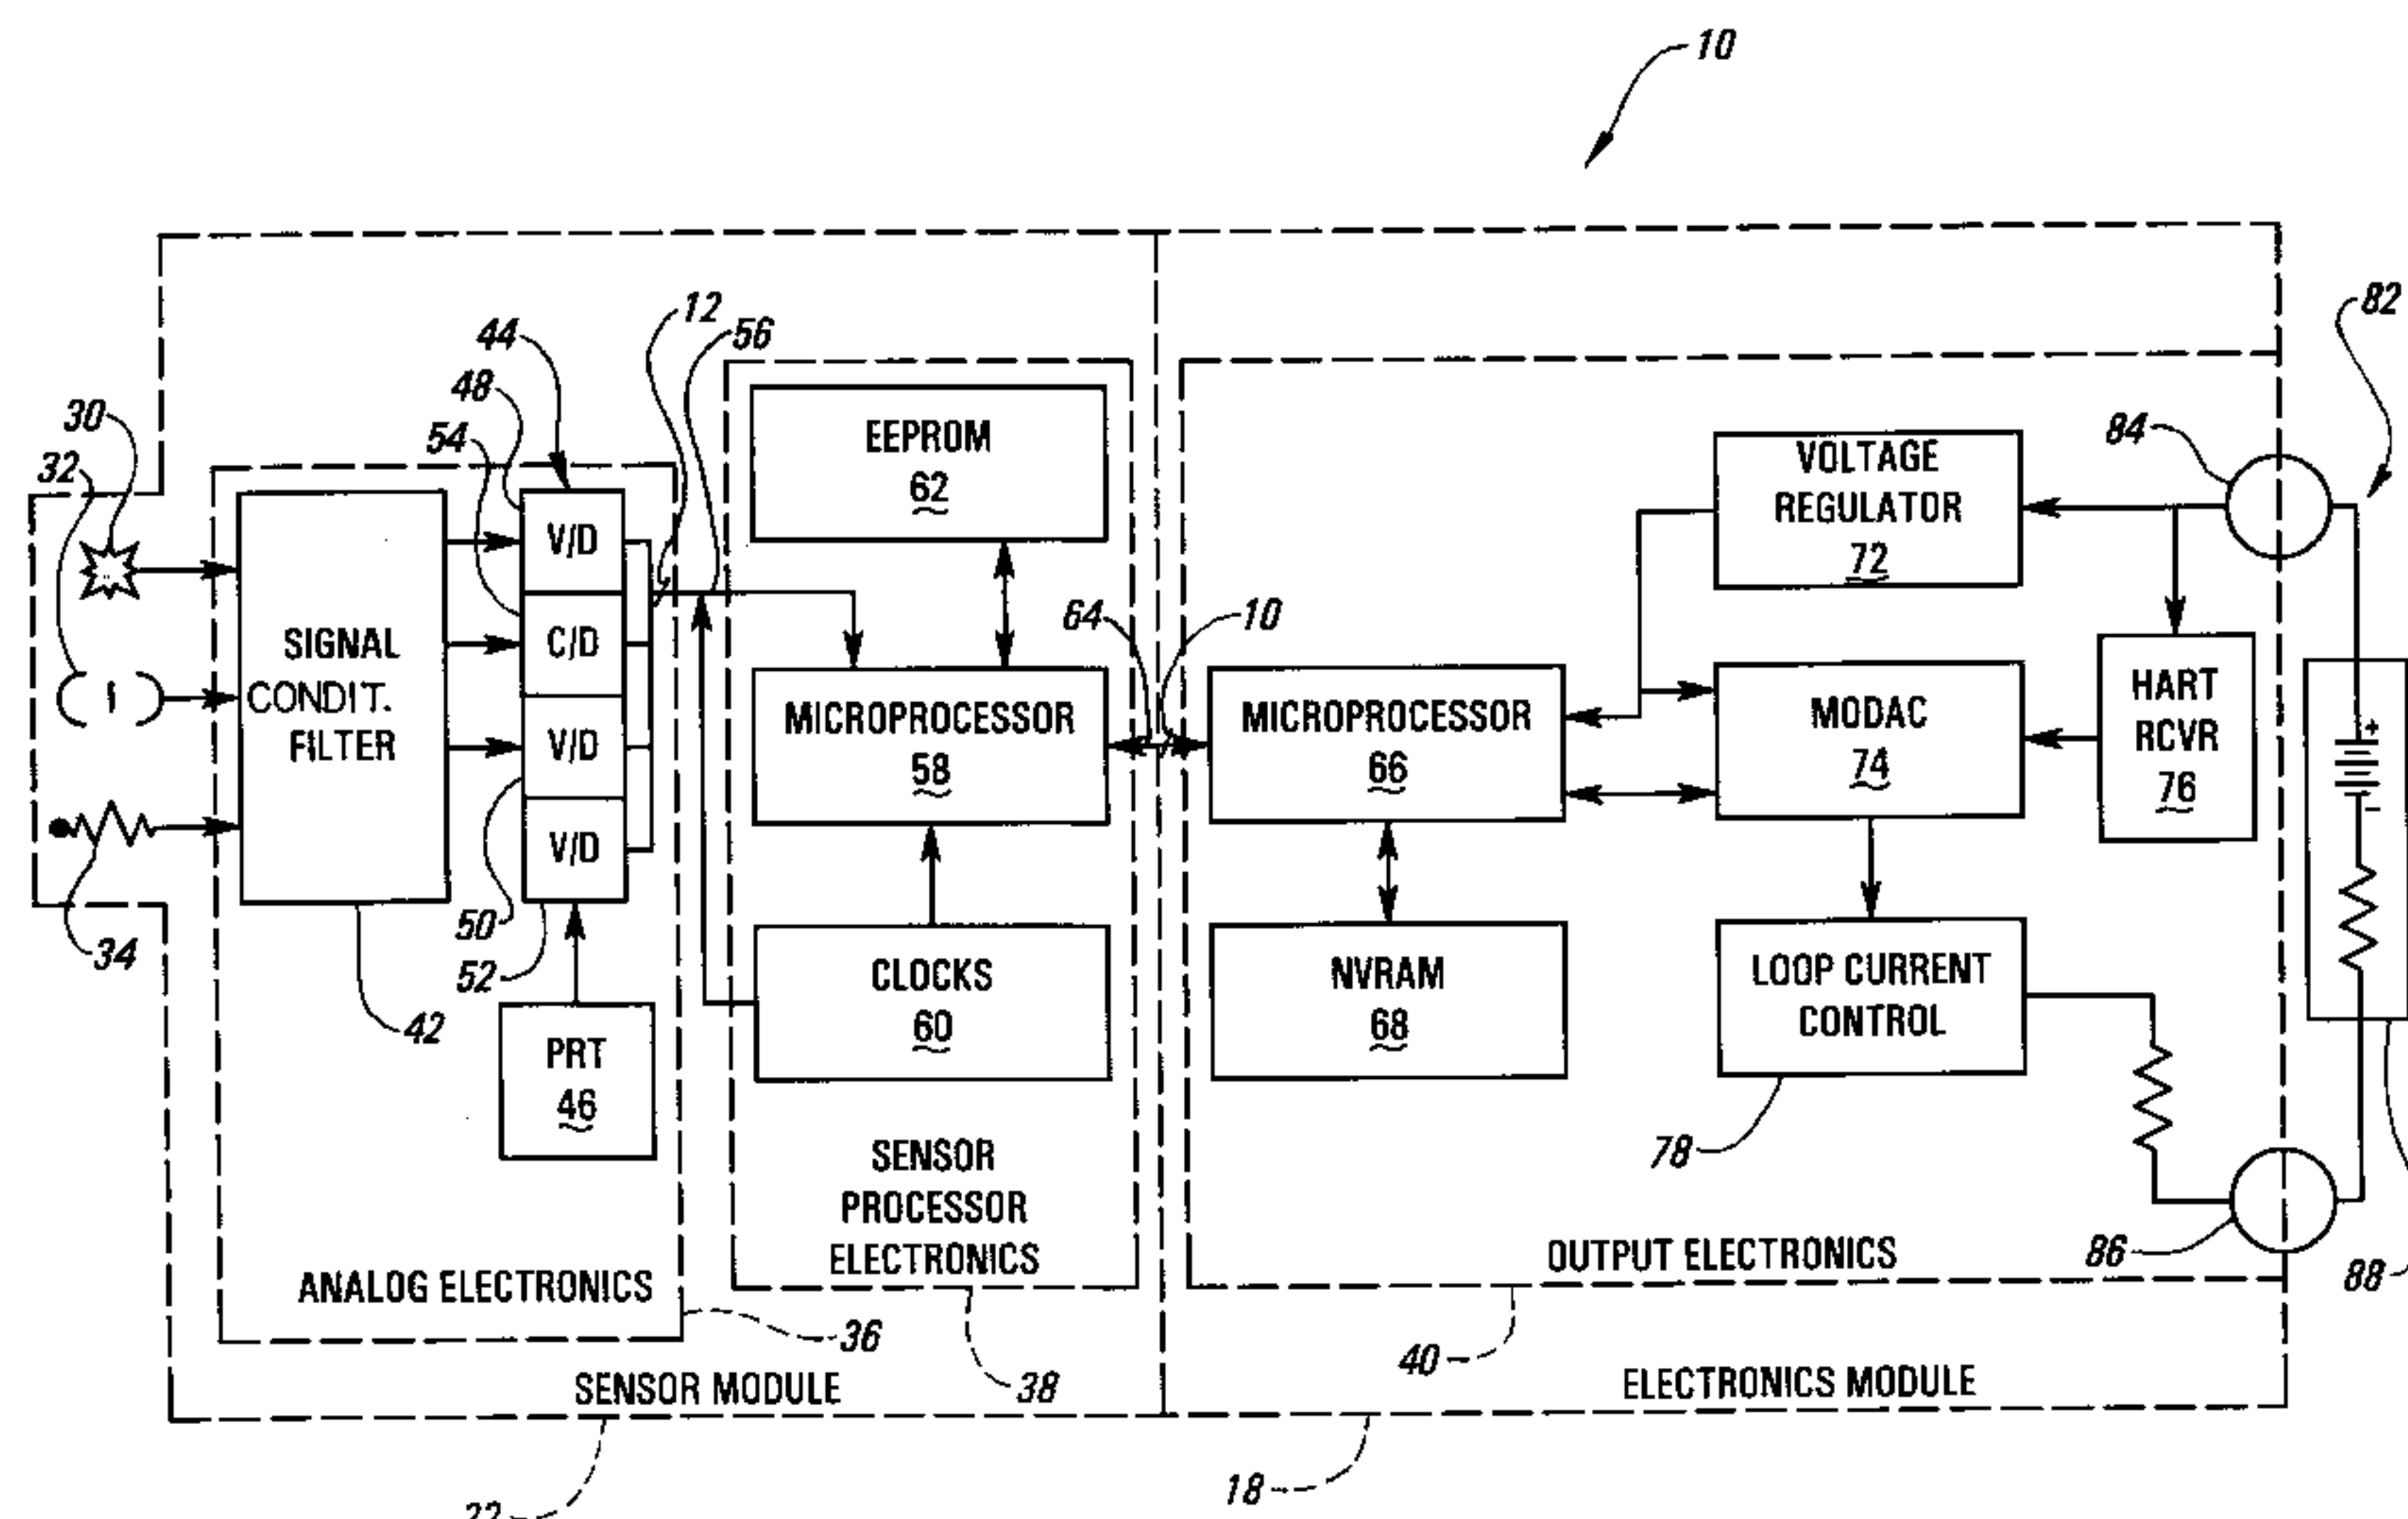 10
12
56
82
44
48
54
30
32
84
EEPROM
62
VOLTAGE
REGULATOR
72
V/D
C/D
V/D
V/D
SIGNAL
CONDIT.
FILTER
64
10
MICROPROCESSOR
58
MICROPROCESSOR
66
MODAC
74
HART
RCVR
76
+
-
34
50
52
42
PRT
46
CLOCKS
60
NVRAM
68
LOOP CURRENT
CONTROL
78
SENSOR
PROCESSOR
ELECTRONICS
ANALOG ELECTRONICS
OUTPUT ELECTRONICS
86
88
36
38
40
SENSOR MODULE
ELECTRONICS MODULE
18